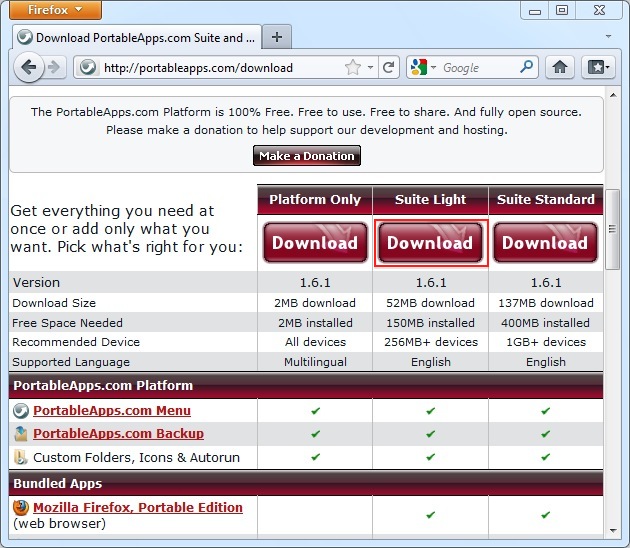 Firefox
Download PortableApps.com Suite and ...
http://portableapps.com/download
Google
The PortableApps.com Platform is 100% Free. Free to use. Free to share. And fully open source.
Please make a donation to help support our development and hosting.
Make a Donation
Platform Only Suite Light Suite Standard
Get everything you need at
once or add only what you
want. Pick what's right for you:
Download Download Download
Version 1.6.1 1.6.1 1.6.1
Download Size 2MB download 52MB download 137MB download
Free Space Needed 2MB installed 150MB installed 400MB installed
Recommended Device All devices 256MB+ devices 1GB+ devices
Supported Language Multilingual English English
PortableApps.com Platform
PortableApps.com Menu
PortableApps.com Backup
Custom Folders, Icons & Autorun
Bundled Apps
Mozilla Firefox, Portable Edition
(web browser)